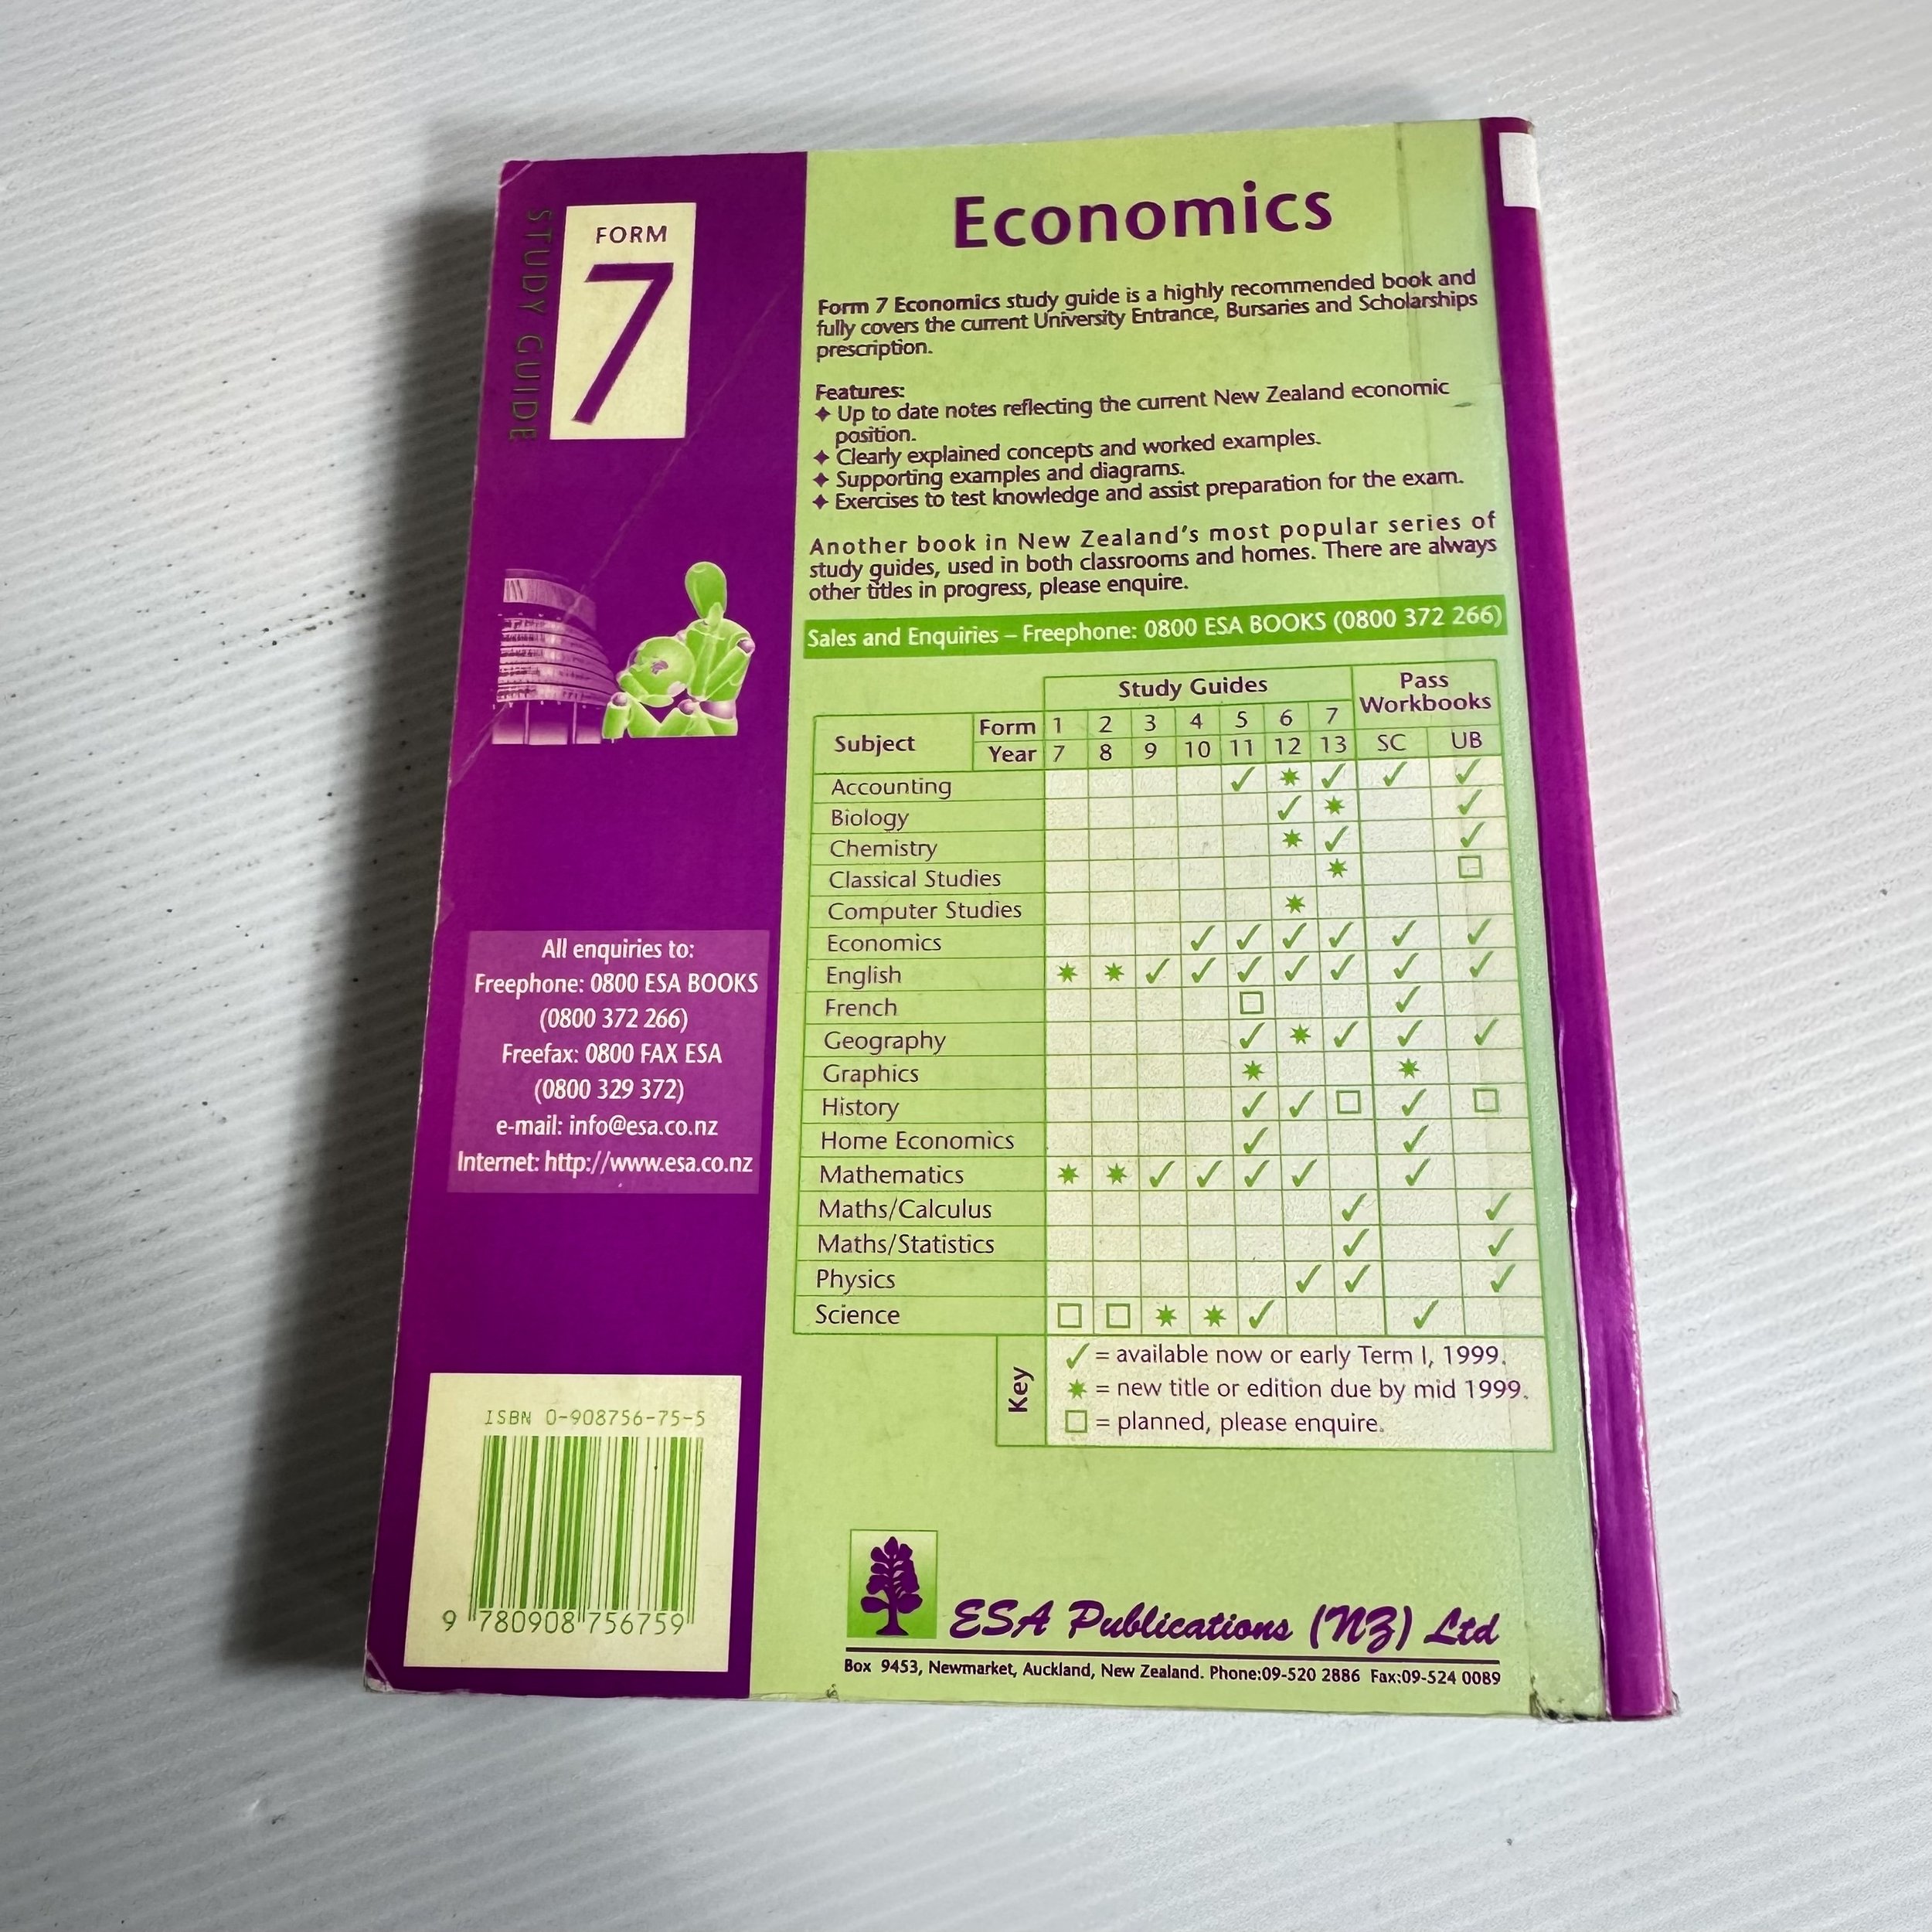 STUDY GUIDE
FORM
7
Economics
Form 7 Economics study guide is a highly recommended book and
fully covers the current University Entrance, Bursaries and Scholarships
prescription.
Features:
✦ Up to date notes reflecting the current New Zealand economic
position.
✦ Clearly explained concepts and worked examples.
✦ Supporting examples and diagrams.
✦ Exercises to test knowledge and assist preparation for the exam.
Another book in New Zealand's most popular series of
study guides, used in both classrooms and homes. There are always
other titles in progress, please enquire.
Sales and Enquiries – Freephone: 0800 ESA BOOKS (0800 372 266)
Study Guides Pass
Workbooks
Subject Form 1 2 3 4 5 6 7
Year 7 8 9 10 11 12 13 SC UB
Accounting ✓ ✷ ✓ ✓ ✓
Biology ✓ ✷ ✓
Chemistry ✷ ✓ ✓
Classical Studies ✷ □
Computer Studies ✷
Economics ✓ ✓ ✓ ✓ ✓ ✓
English ✷ ✷ ✓ ✓ ✓ ✓ ✓ ✓ ✓
French □ ✓
Geography ✓ ✷ ✓ ✓ ✓
Graphics ✷ ✷
History ✓ ✓ □ ✓ □
Home Economics ✓ ✓
Mathematics ✷ ✷ ✓ ✓ ✓ ✓ ✓
Maths/Calculus ✓ ✓
Maths/Statistics ✓ ✓
Physics ✓ ✓ ✓
Science □ □ ✷ ✷ ✓ ✓
Key
✓ = available now or early Term I, 1999.
✷ = new title or edition due by mid 1999.
□ = planned, please enquire.
All enquiries to:
Freephone: 0800 ESA BOOKS
(0800 372 266)
Freefax: 0800 FAX ESA
(0800 329 372)
e-mail: info@esa.co.nz
Internet: http://www.esa.co.nz
ISBN 0-908756-75-5
9 780908 756759
ESA Publications (NZ) Ltd
Box 9453, Newmarket, Auckland, New Zealand. Phone:09-520 2886 Fax:09-524 0089